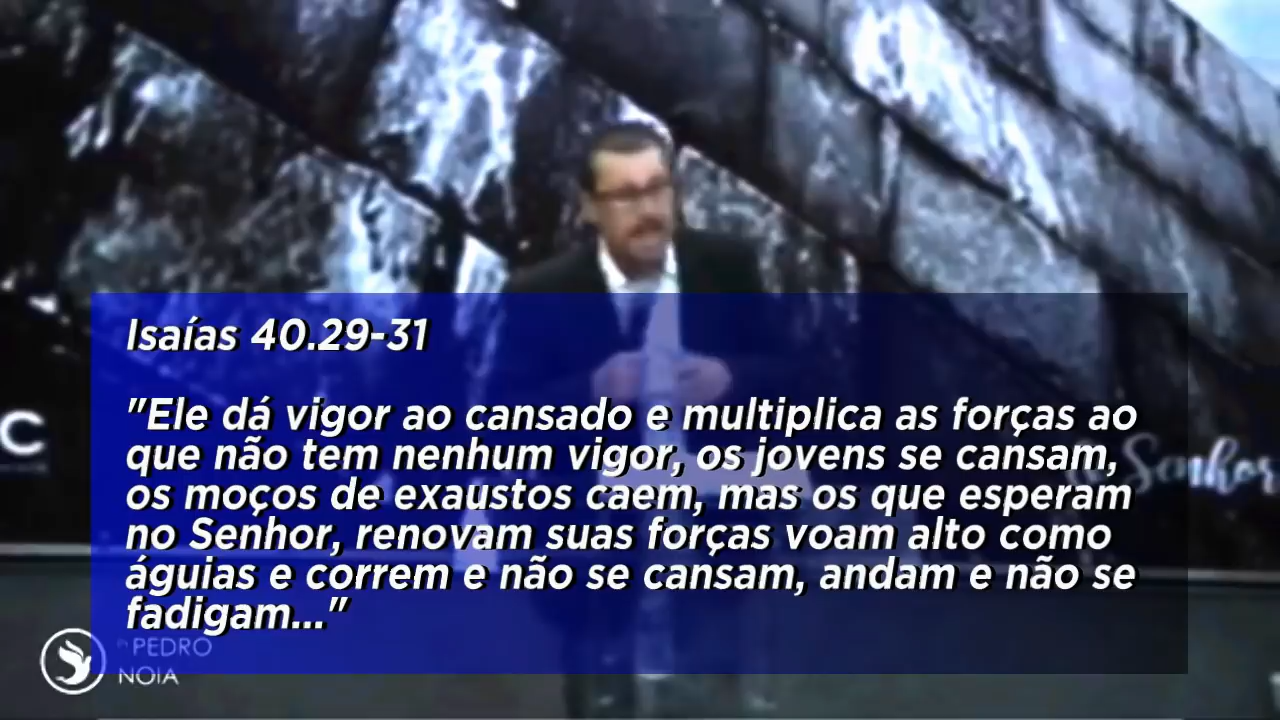 Isaías 40.29-31
"Ele dá vigor ao cansado e multiplica as forças ao
que não tem nenhum vigor, os jovens se cansam,
os moços de exaustos caem, mas os que esperam
no Senhor, renovam suas forças voam alto como
águias e correm e não se cansam, andam e não se
fadigam..."
C
Senhor
Pr PEDRO
NOIA